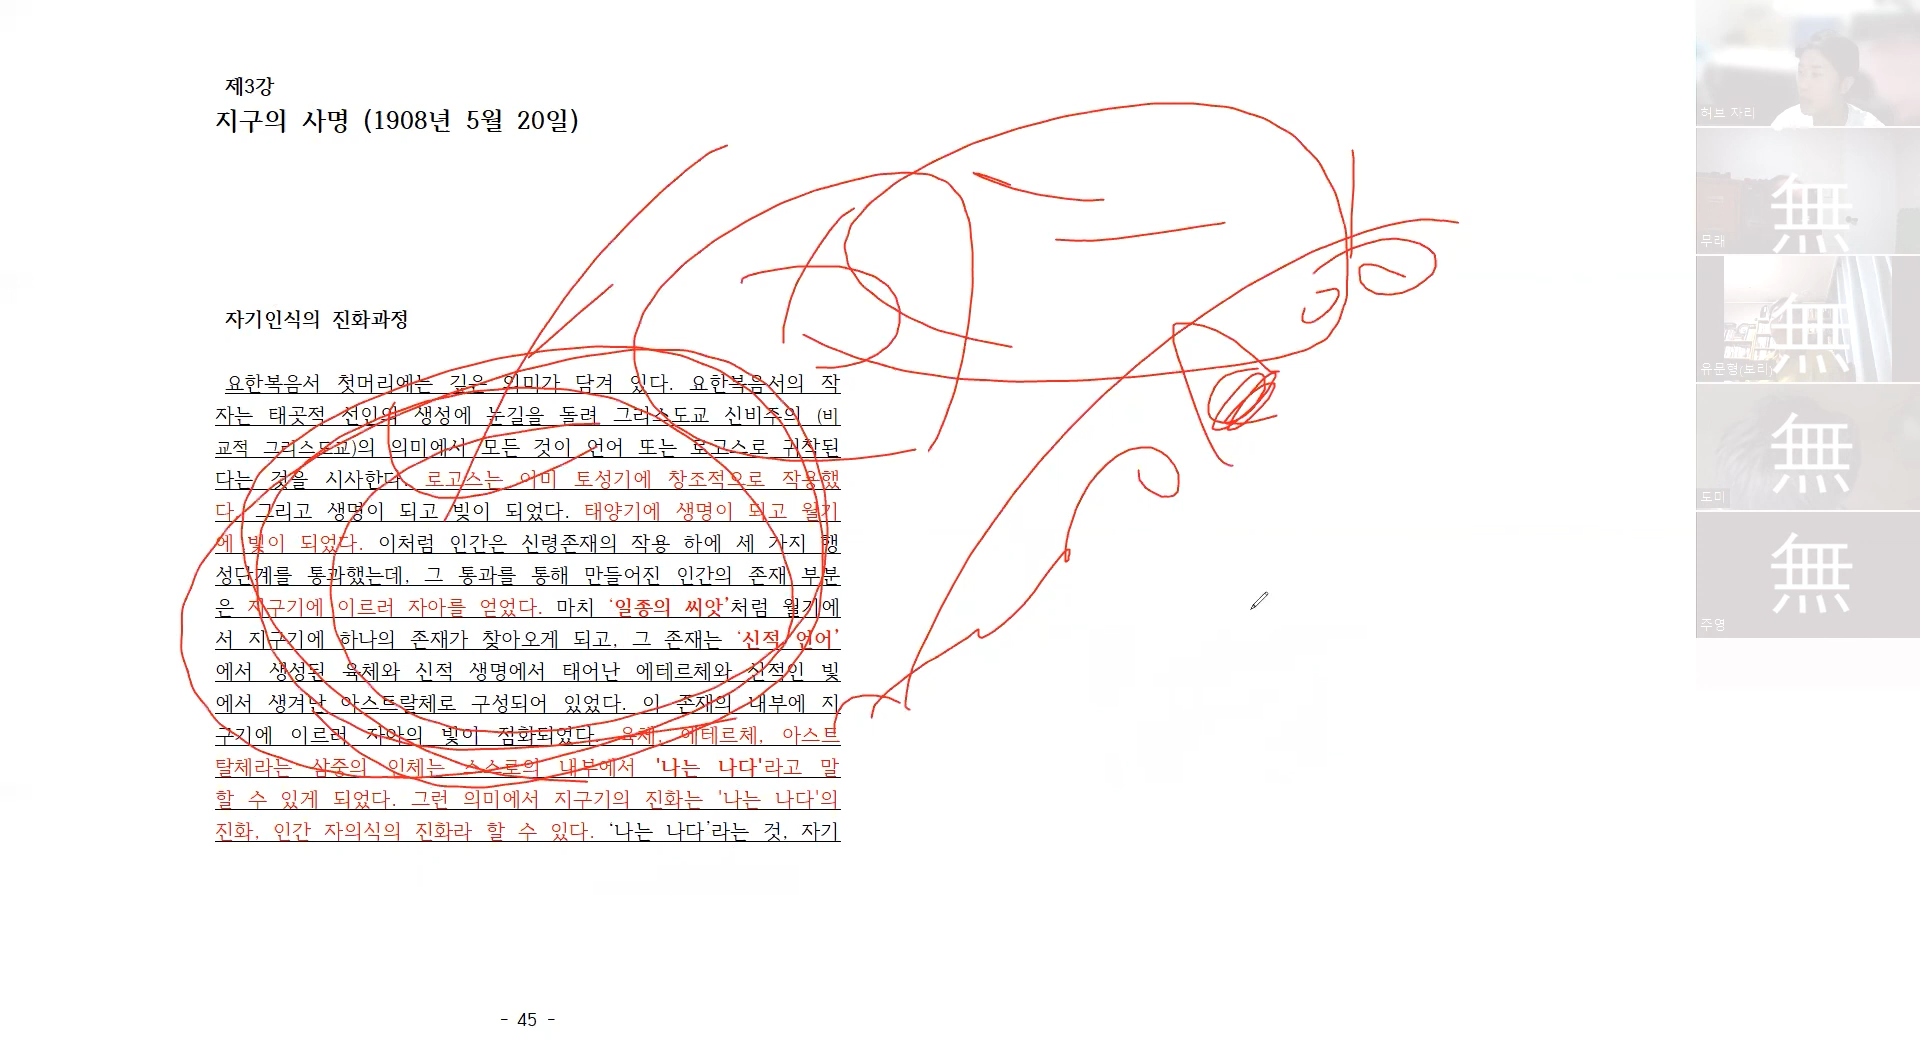 제3강
지구의 사명 (1908년 5월 20일)
자기인식의 진화과정
요한복음서 첫머리에는 깊은 의미가 담겨 있다. 요한복음서의 작
자는 태곳적 선인의 생성에 눈길을 돌려 그리스도교 신비주의 (비
교적 그리스도교)의 의미에서 모든 것이 언어 또는 로고스로 귀착된
다는 것을 시사한다. 로고스는 이미 토성기에 창조적으로 작용했
다. 그리고 생명이 되고 빛이 되었다. 태양기에 생명이 되고 월기
에 빛이 되었다. 이처럼 인간은 신령존재의 작용 하에 세 가지 행
성단계를 통과했는데, 그 통과를 통해 만들어진 인간의 존재 부분
은 지구기에 이르러 자아를 얻었다. 마치 '일종의 씨앗'처럼 월기에
서 지구기에 하나의 존재가 찾아오게 되고, 그 존재는 '신적 언어'
에서 생성된 육체와 신적 생명에서 태어난 에테르체와 신적인 빛
에서 생겨난 아스트랄체로 구성되어 있었다. 이 존재의 내부에 지
구기에 이르러 자아의 빛이 점화되었다. 육체, 에테르체, 아스트
랄체라는 삼중의 인체는 스스로의 내부에서 '나는 나다'라고 말
할 수 있게 되었다. 그런 의미에서 지구기의 진화는 '나는 나다'의
진화, 인간 자의식의 진화라 할 수 있다. '나는 나다'라는 것, 자기
- 45 -
허브 자리
無
무래
無
유문형(보리)
無
도미
無
주영